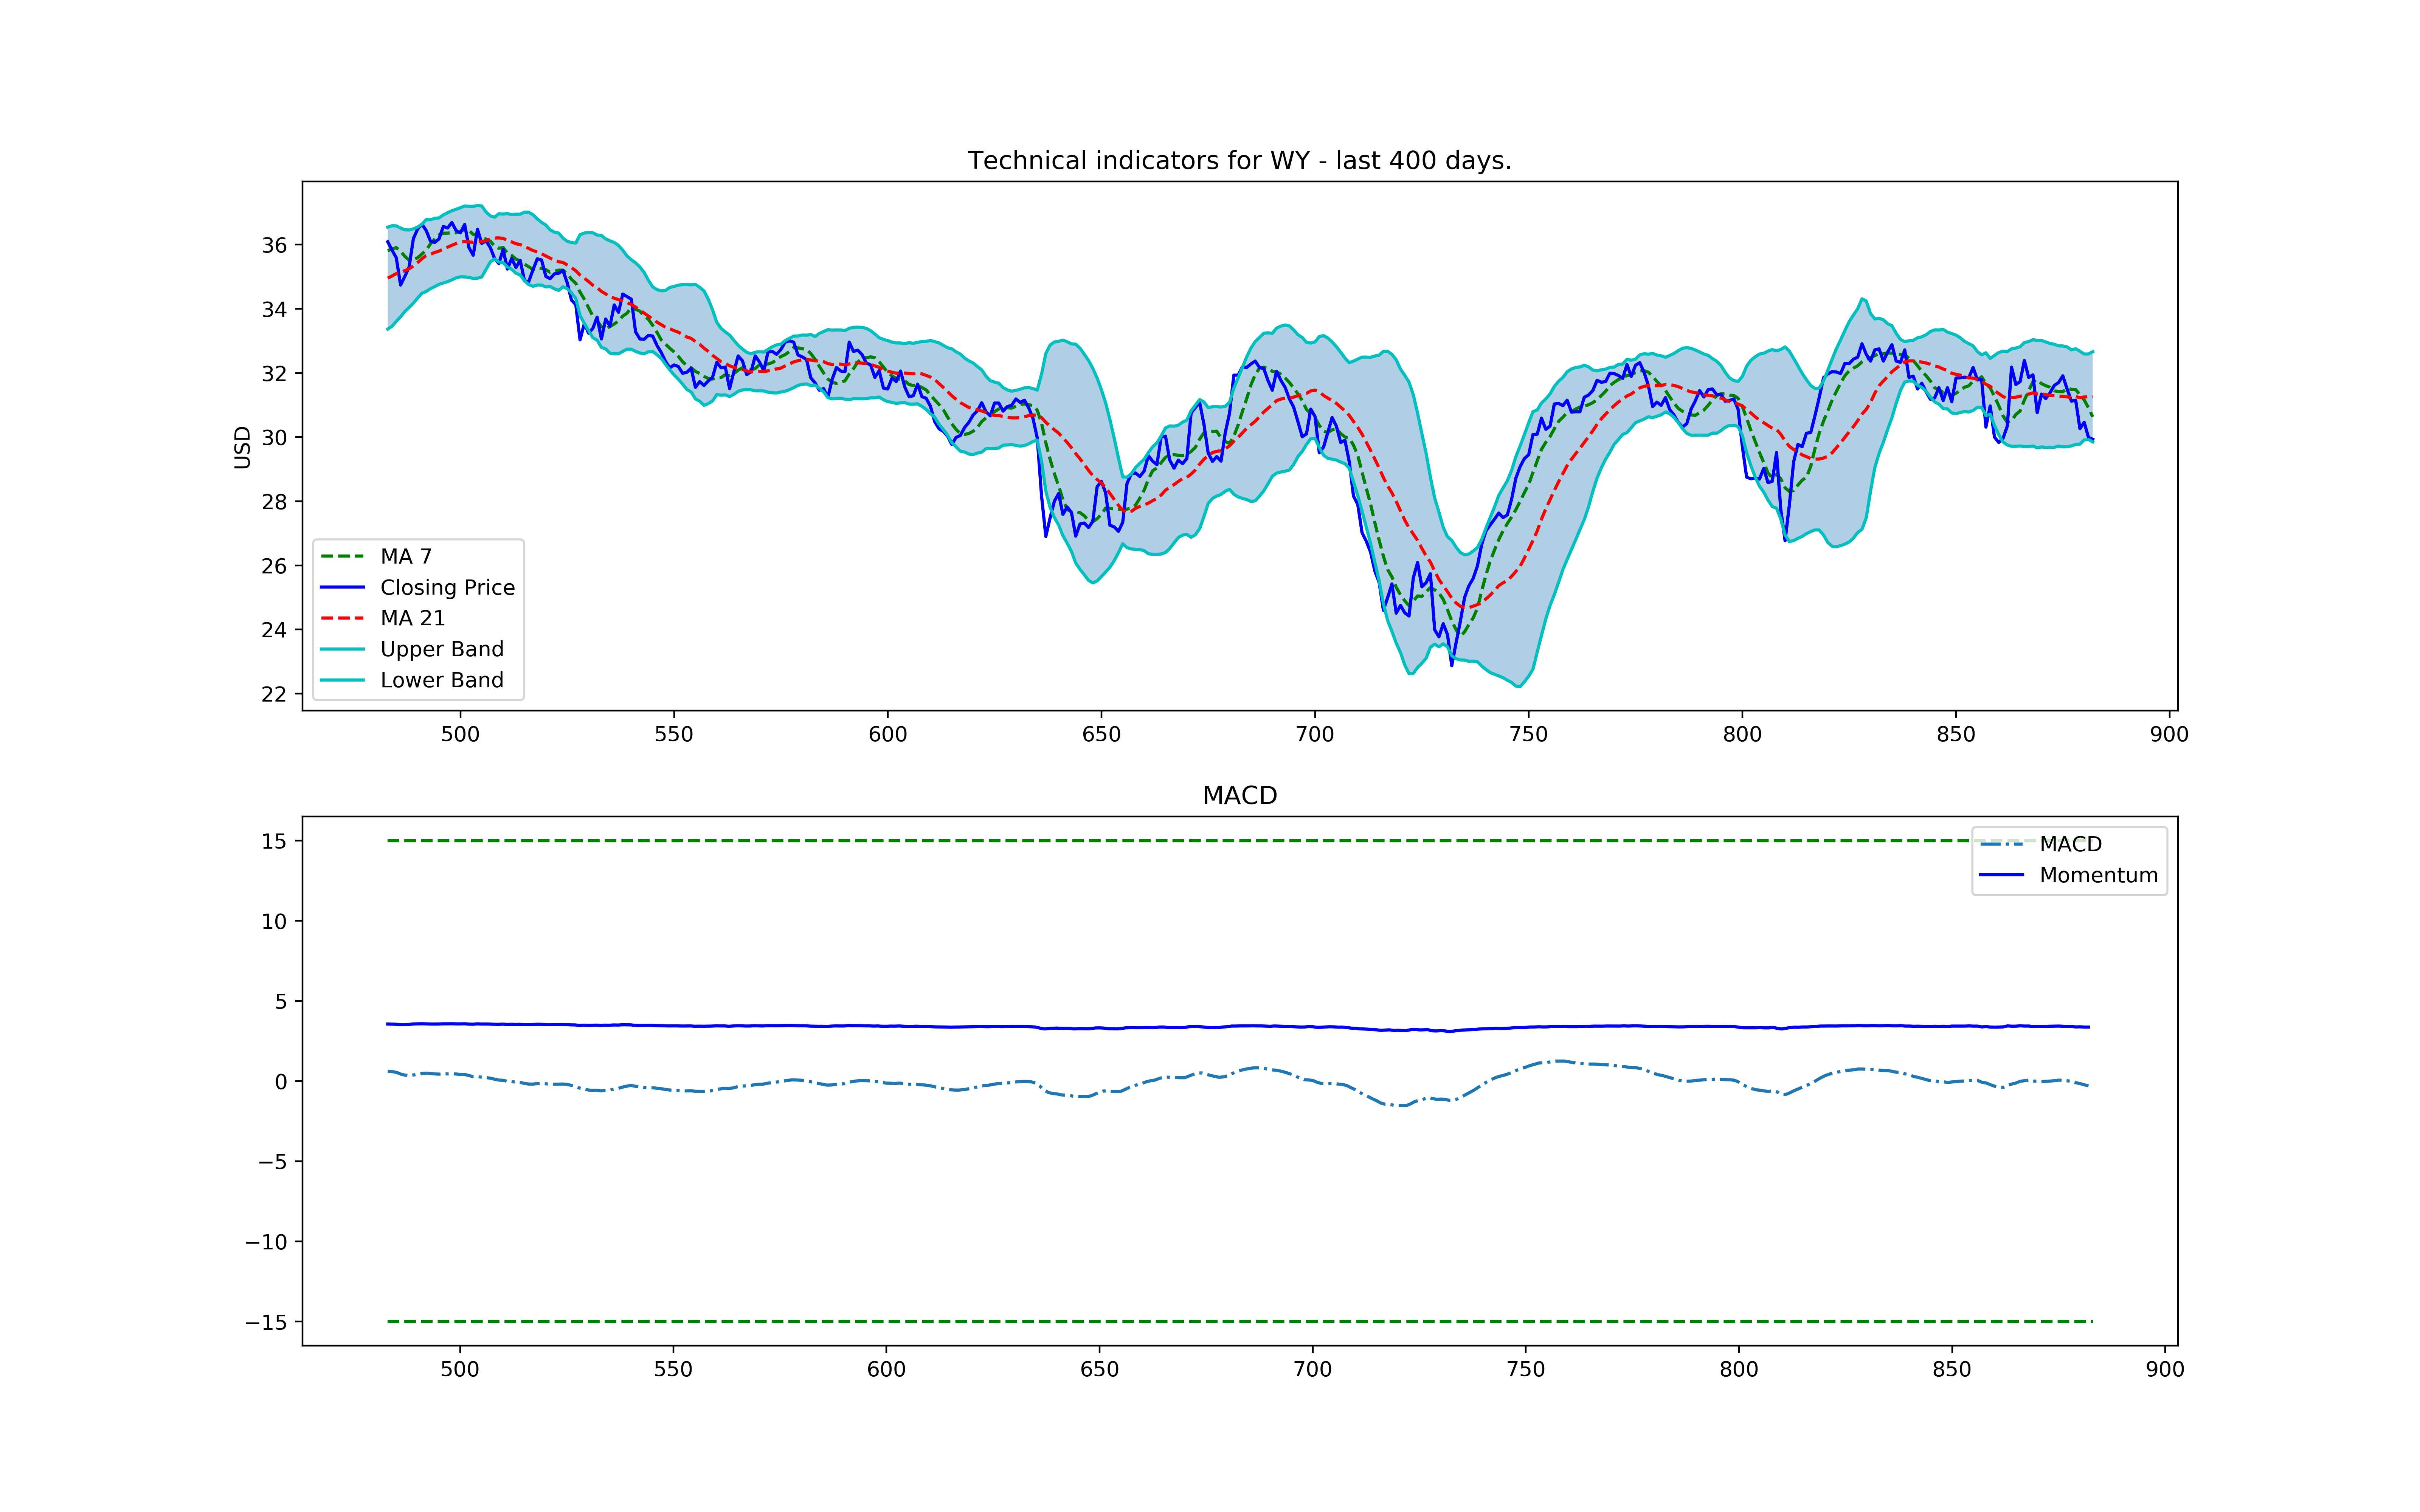 Technical indicators for WY - last 400 days.
USD
36
34
32
30
28
26
24
22
MA 7
Closing Price
MA 21
Upper Band
Lower Band
500 550 600 650 700 750 800 850 900
MACD
15
10
5
0
−5
−10
−15
MACD
Momentum
500 550 600 650 700 750 800 850 900